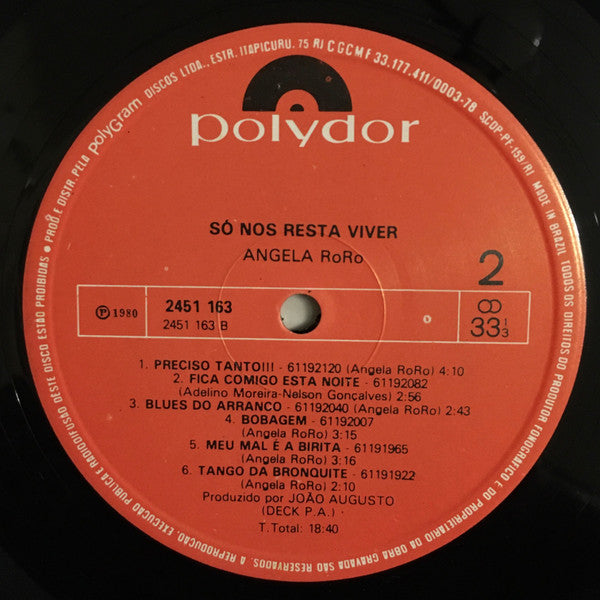 PROD. E DISTR. PELA polyGram DISCOS LTDA., ESTR. ITAPICURU, 75 RJ CGCMF 33.177.411/0003-78 SCDP-PF-159/RJ MADE IN BRAZIL TODOS OS DIREITOS DO PRODUTOR FONOGRÁFICO E DO PROPRIETÁRIO DA OBRA GRAVADA SÃO RESERVADOS. A REPRODUÇÃO, EXECUÇÃO PÚBLICA E RADIODIFUSÃO DESTE DISCO ESTÃO PROIBIDAS •
polydor
SÓ NOS RESTA VIVER
ANGELA RoRo
2
℗ 1980
2451 163
2451 163 B
33 1/3
1. PRECISO TANTO!!! - 61192120 (Angela RoRo) 4:10
2. FICA COMIGO ESTA NOITE - 61192082
(Adelino Moreira-Nelson Gonçalves) 2:56
3. BLUES DO ARRANCO - 61192040 (Angela RoRo) 2:43
4. BOBAGEM - 61192007
(Angela RoRo) 3:15
5. MEU MAL É A BIRITA - 61191965
(Angela RoRo) 3:16
6. TANGO DA BRONQUITE - 61191922
(Angela RoRo) 2:10
Produzido por JOÃO AUGUSTO
(DECK P.A.)
T. Total: 18:40